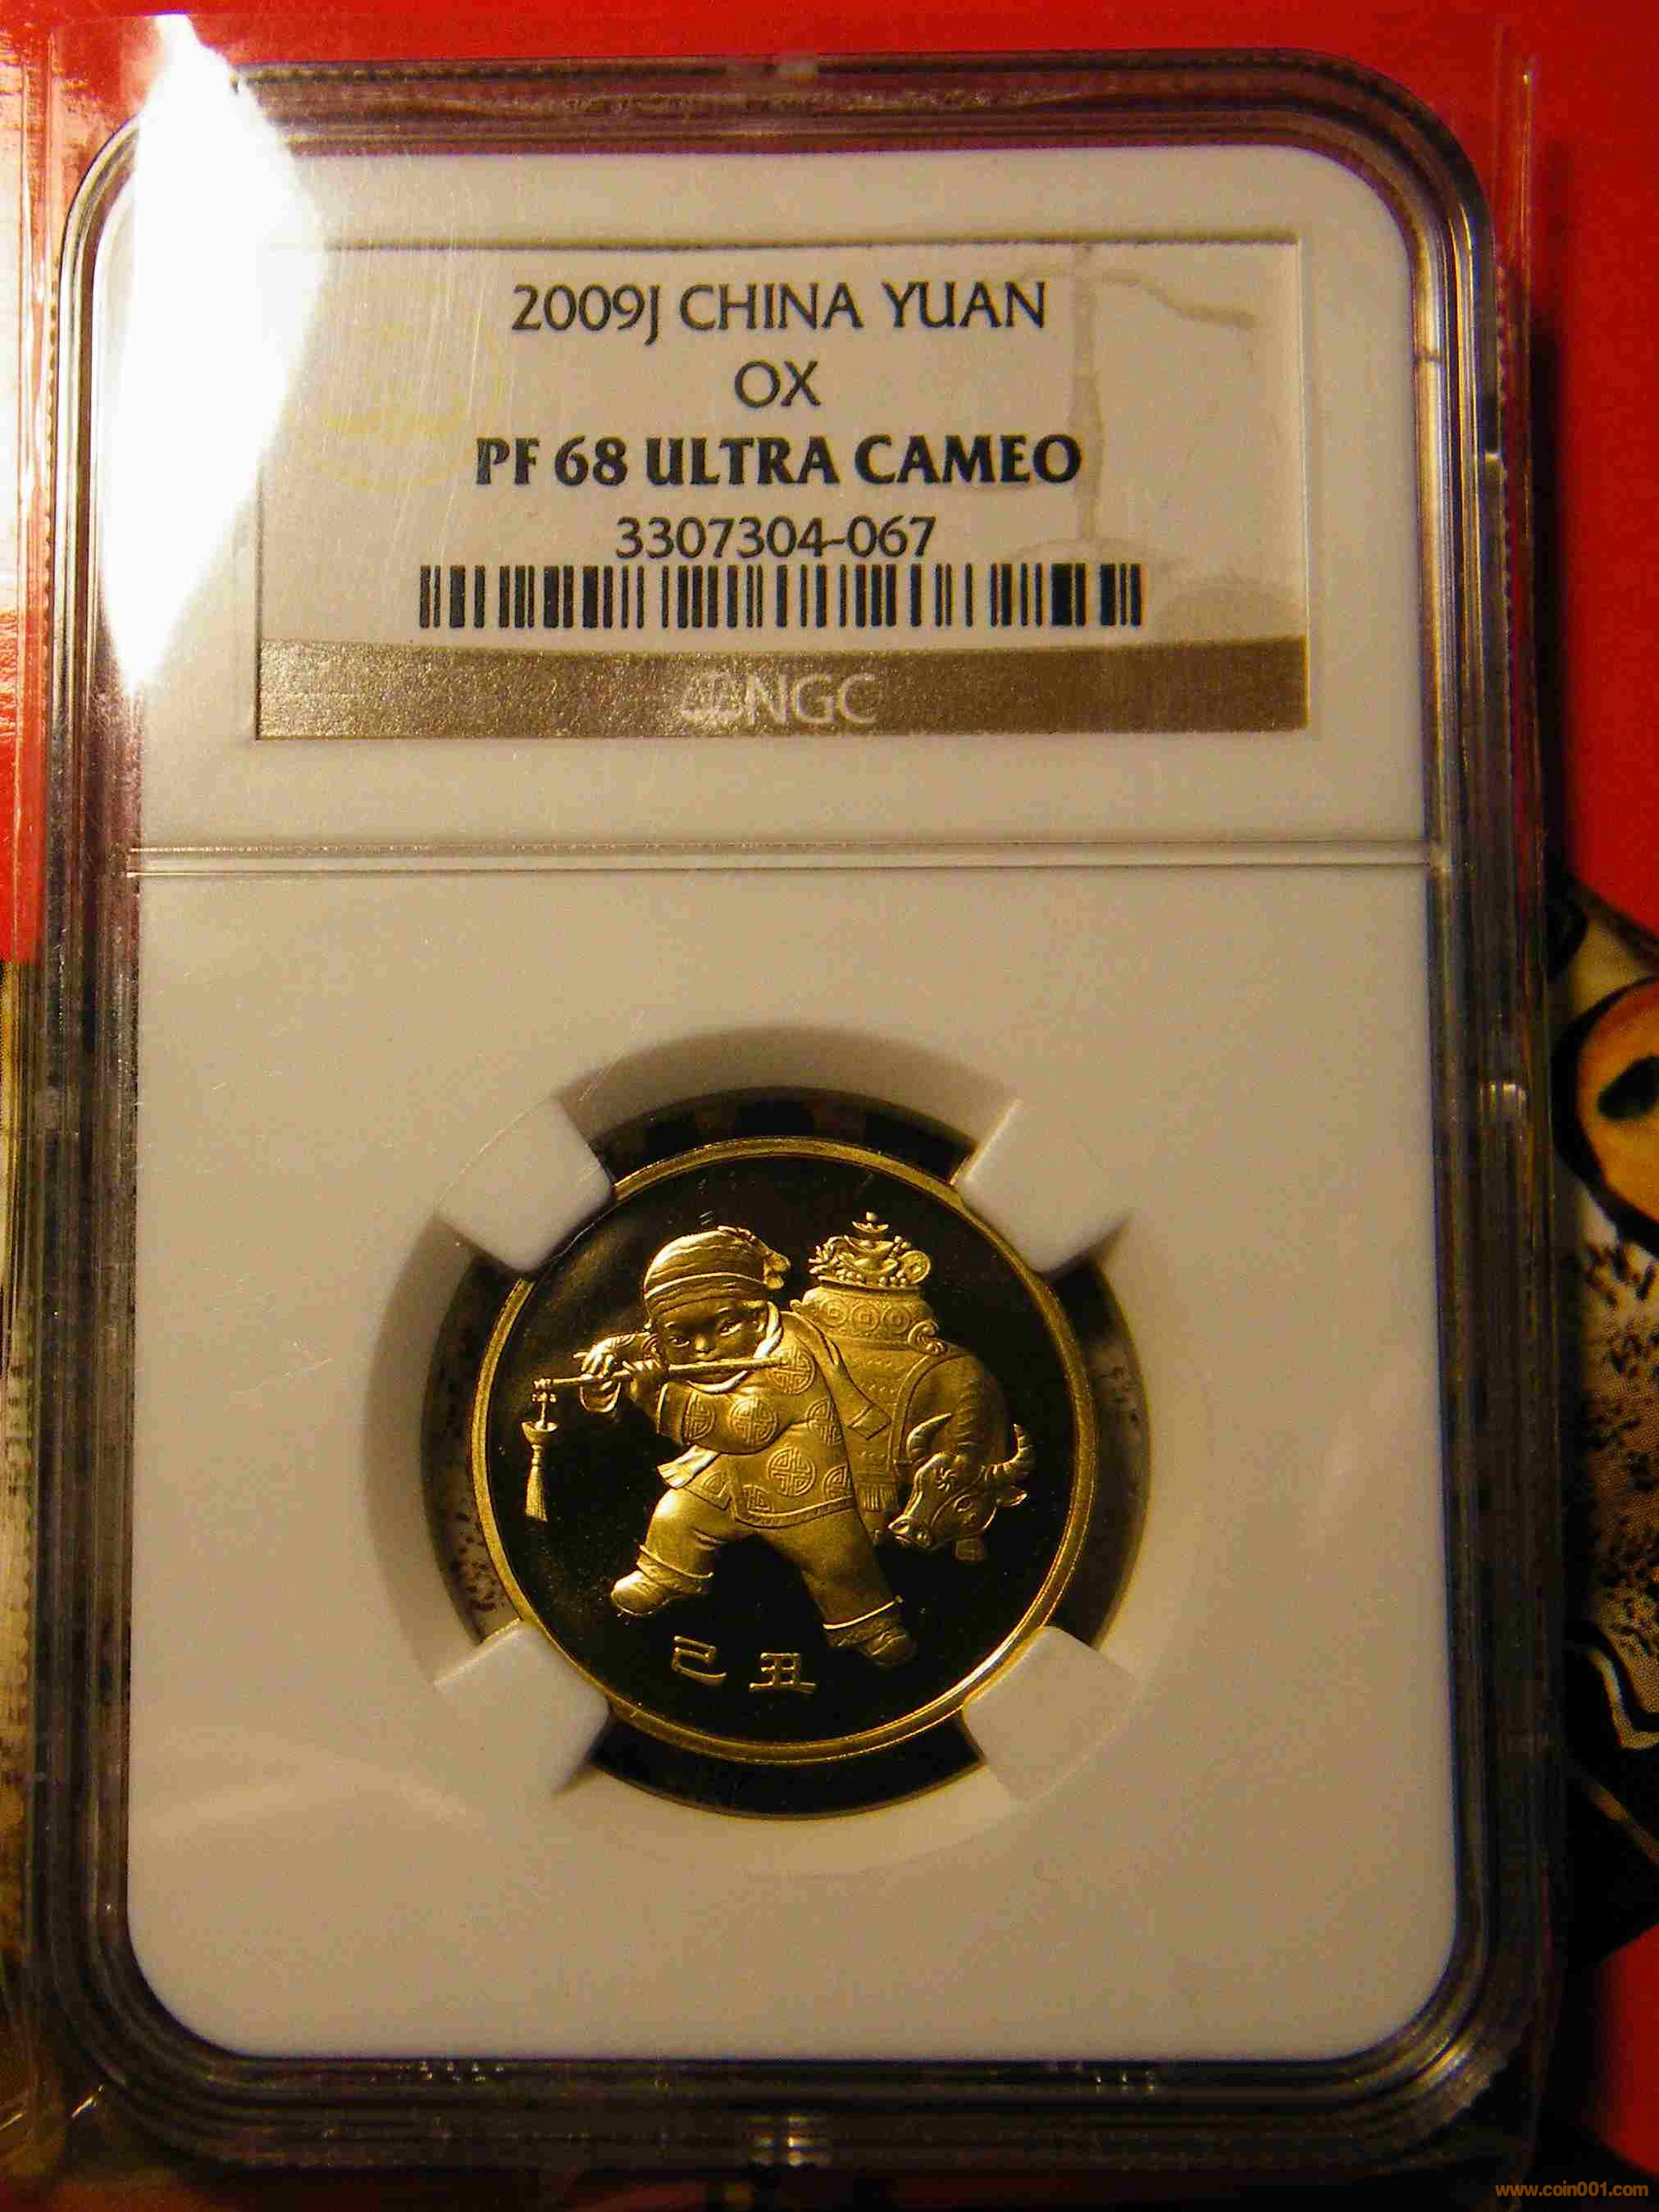 2009J CHINA YUAN
OX
PF 68 ULTRA CAMEO
3307304-067
NGC
己丑
www.coin001.com